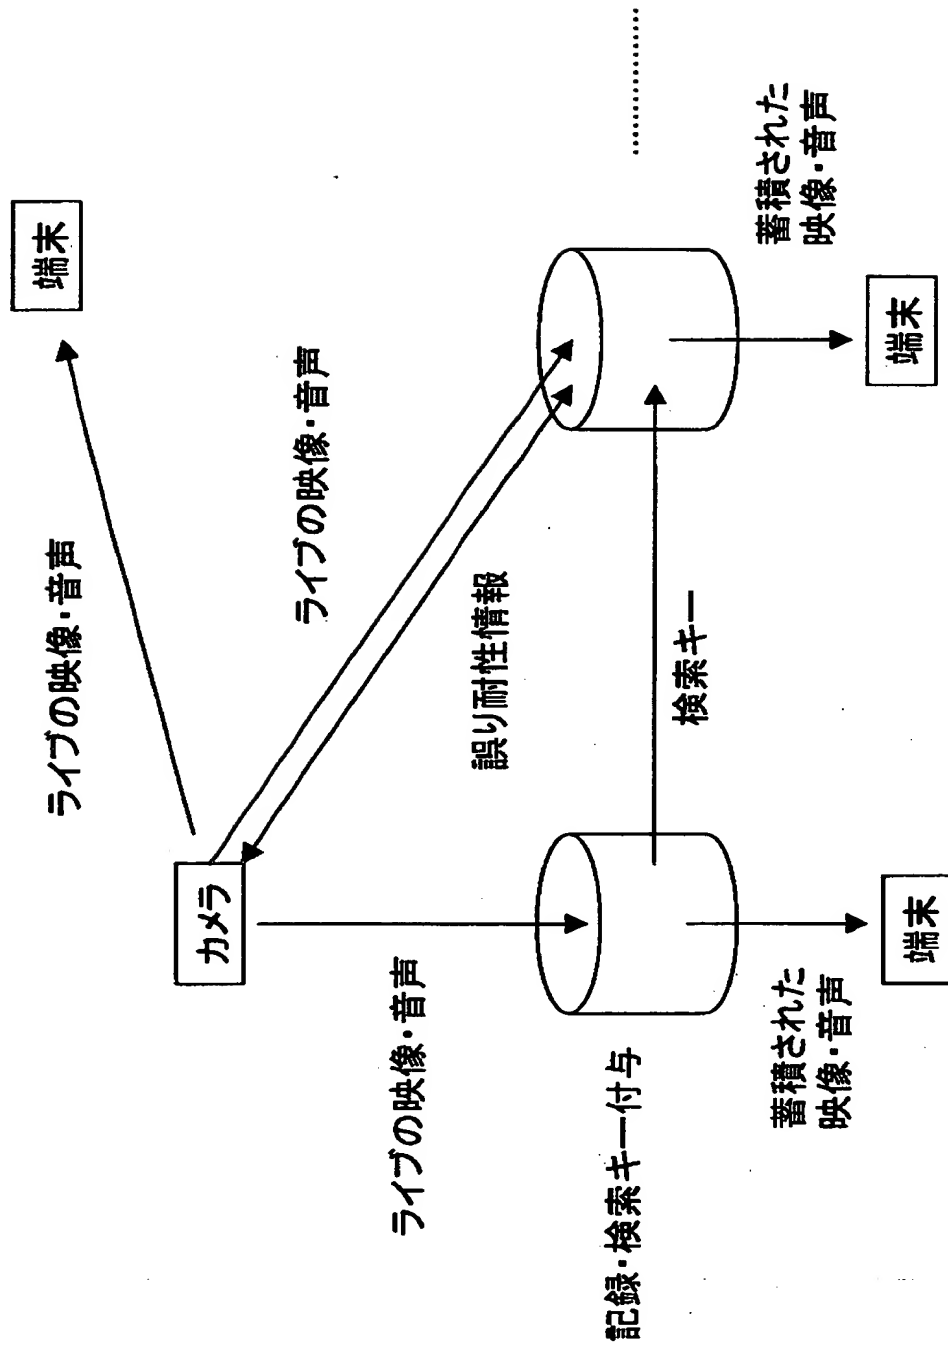 端末
ライブの映像・音声
カメラ
ライブの映像・音声
ライブの映像・音声
誤り耐性情報
検索キー
記録・検索キー付与
蓄積された
映像・音声
蓄積された
映像・音声
端末
端末